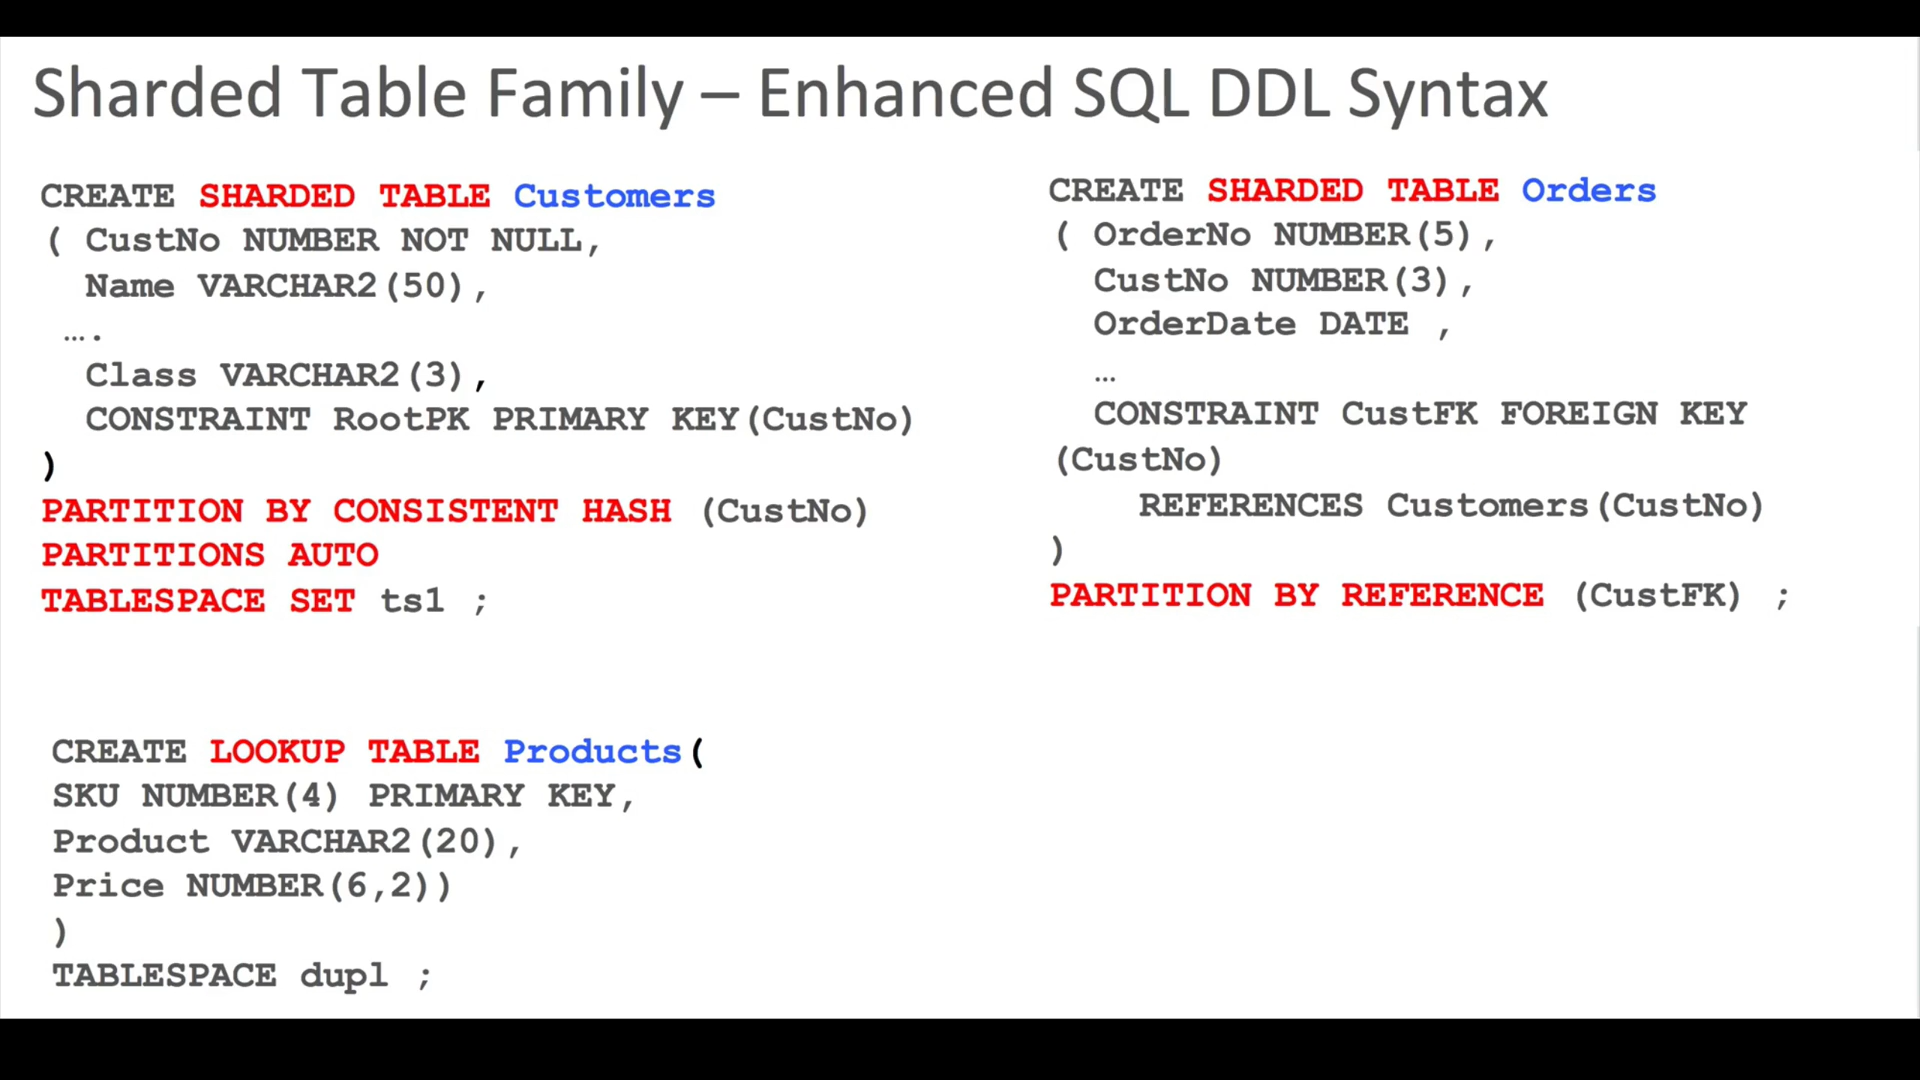 Sharded Table Family – Enhanced SQL DDL Syntax
CREATE SHARDED TABLE Customers
( CustNo NUMBER NOT NULL,
Name VARCHAR2(50),
….
Class VARCHAR2(3),
CONSTRAINT RootPK PRIMARY KEY(CustNo)
)
PARTITION BY CONSISTENT HASH (CustNo)
PARTITIONS AUTO
TABLESPACE SET ts1 ;
CREATE SHARDED TABLE Orders
( OrderNo NUMBER(5),
CustNo NUMBER(3),
OrderDate DATE ,
…
CONSTRAINT CustFK FOREIGN KEY
(CustNo)
REFERENCES Customers(CustNo)
)
PARTITION BY REFERENCE (CustFK) ;
CREATE LOOKUP TABLE Products(
SKU NUMBER(4) PRIMARY KEY,
Product VARCHAR2(20),
Price NUMBER(6,2))
)
TABLESPACE dupl ;